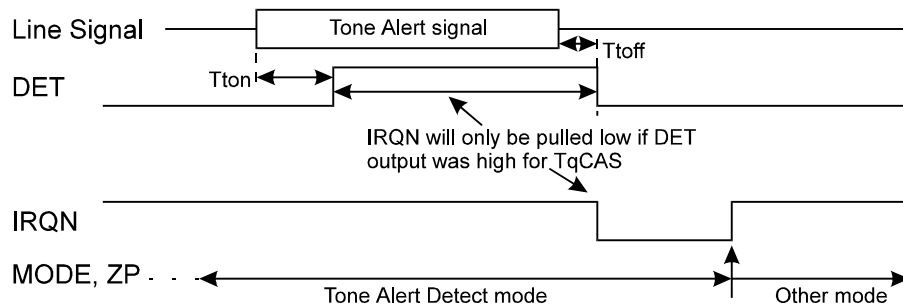 Line Signal
Tone Alert signal
Ttoff
Tton
DET
IRQN will only be pulled low if DET
output was high for TqCAS
IRQN
MODE, ZP
Tone Alert Detect mode
Other mode